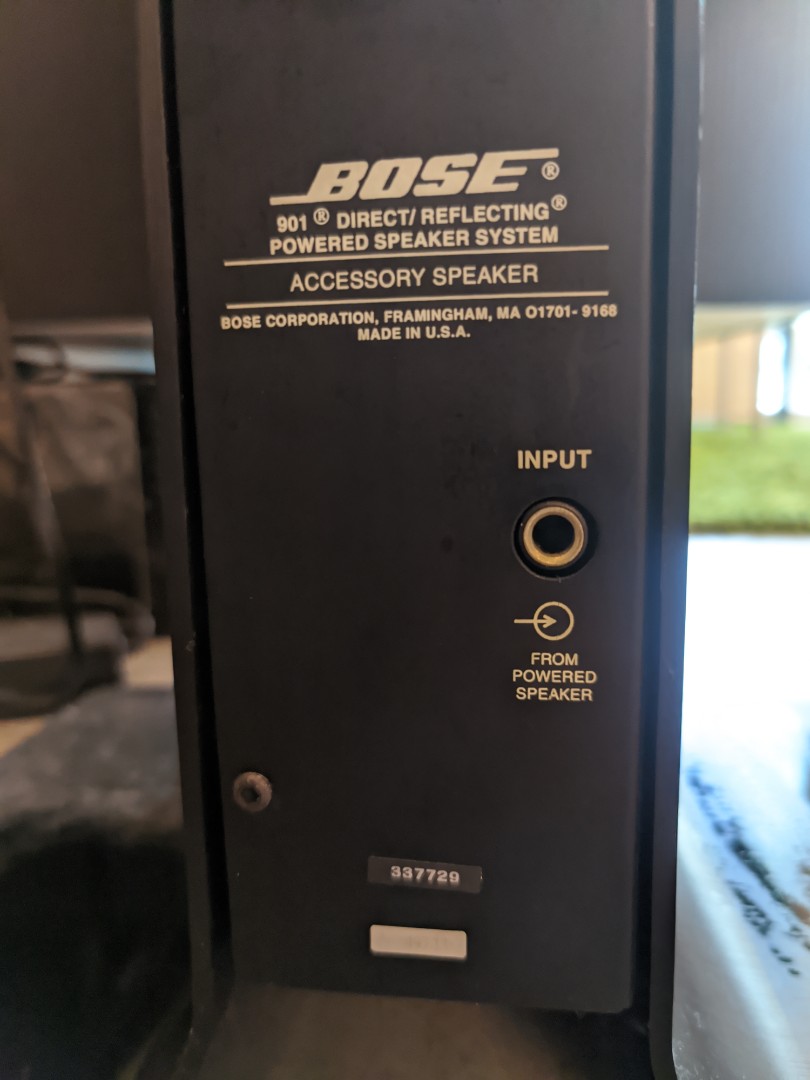 BOSE®
901® DIRECT/REFLECTING®
POWERED SPEAKER SYSTEM
ACCESSORY SPEAKER
BOSE CORPORATION, FRAMINGHAM, MA 01701-9168
MADE IN U.S.A.
INPUT
FROM
POWERED
SPEAKER
337729